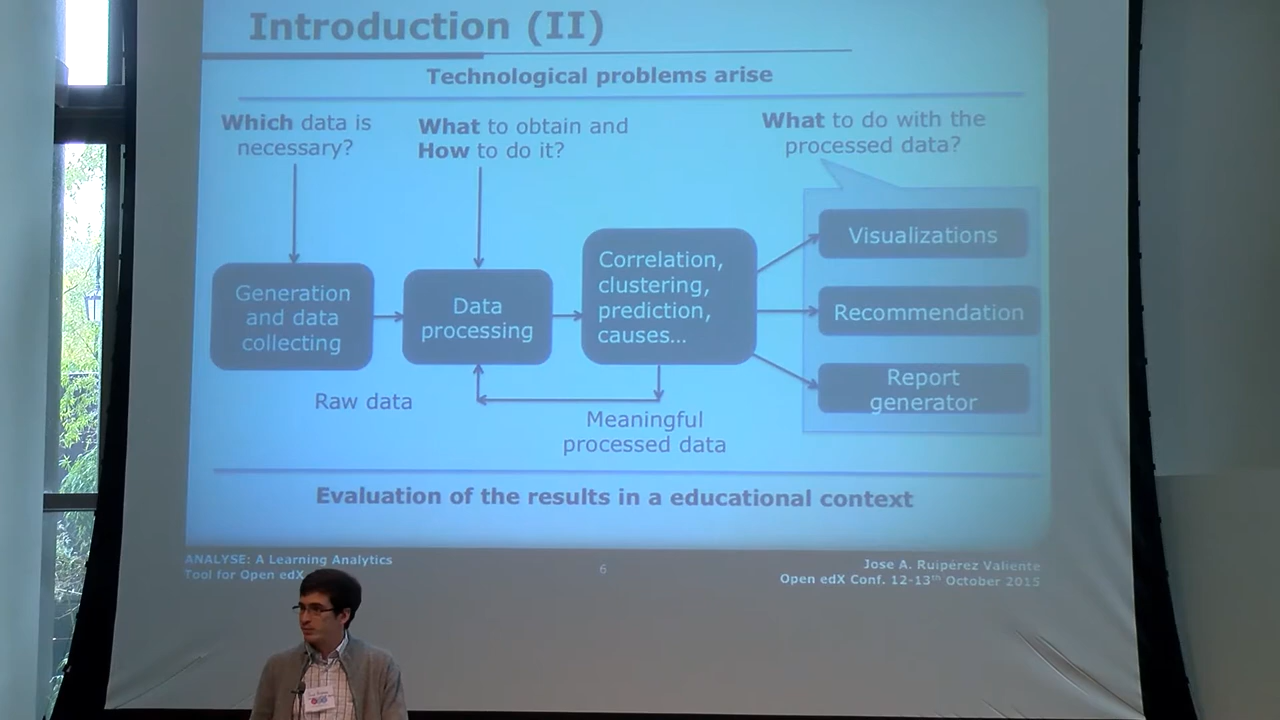 Introduction (II)
Technological problems arise
Which data is
necessary?
What to obtain and
How to do it?
What to do with the
processed data?
Generation
and data
collecting
Data
processing
Correlation,
clustering,
prediction,
causes...
Visualizations
Recommendation
Report
generator
Raw data
Meaningful
processed data
Evaluation of the results in a educational context
ANALYSE: A Learning Analytics
Tool for Open edX
6
Jose A. Ruipérez Valiente
Open edX Conf. 12-13th October 2015